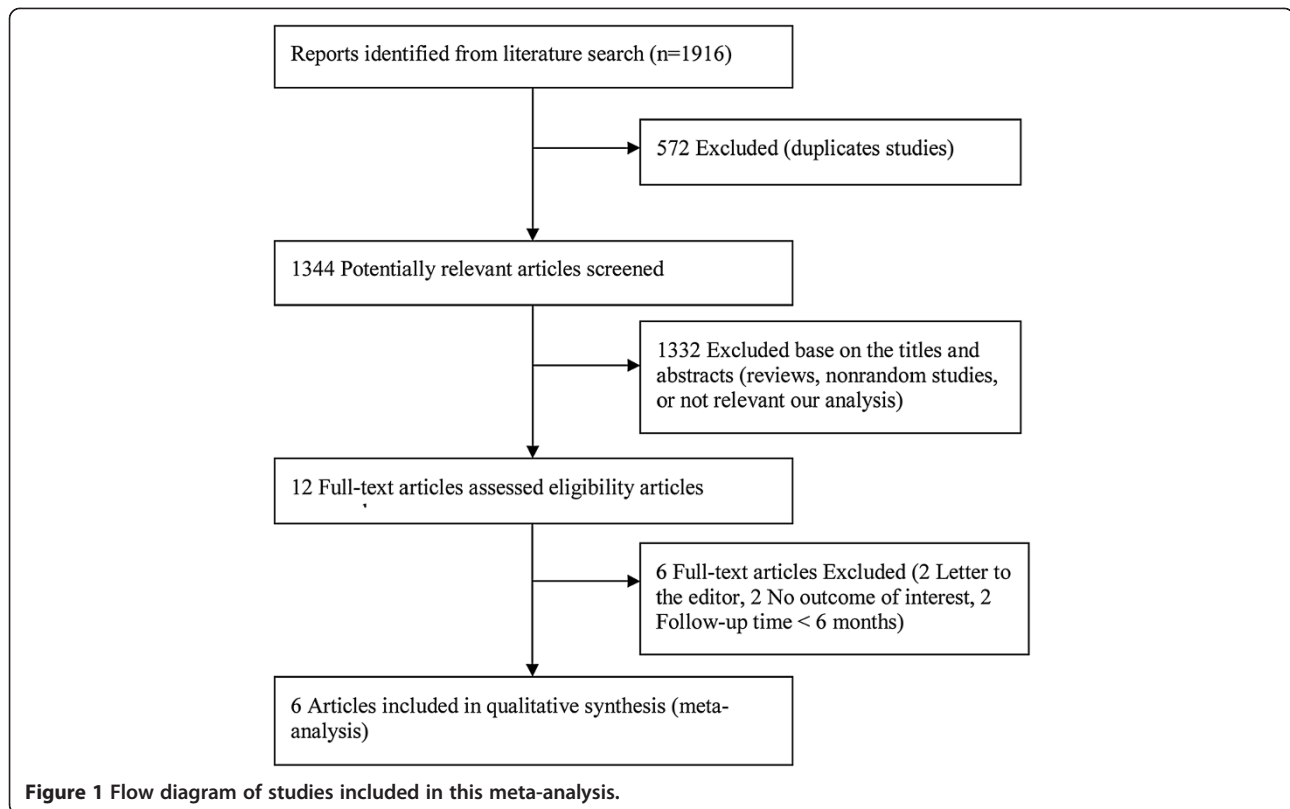 Reports identified from literature search (n=1916)
572 Excluded (duplicates studies)
1344 Potentially relevant articles screened
1332 Excluded base on the titles and
abstracts (reviews, nonrandom studies,
or not relevant our analysis)
12 Full-text articles assessed eligibility articles
6 Full-text articles Excluded (2 Letter to
the editor, 2 No outcome of interest, 2
Follow-up time < 6 months)
6 Articles included in qualitative synthesis (meta-
analysis)
Figure 1 Flow diagram of studies included in this meta-analysis.